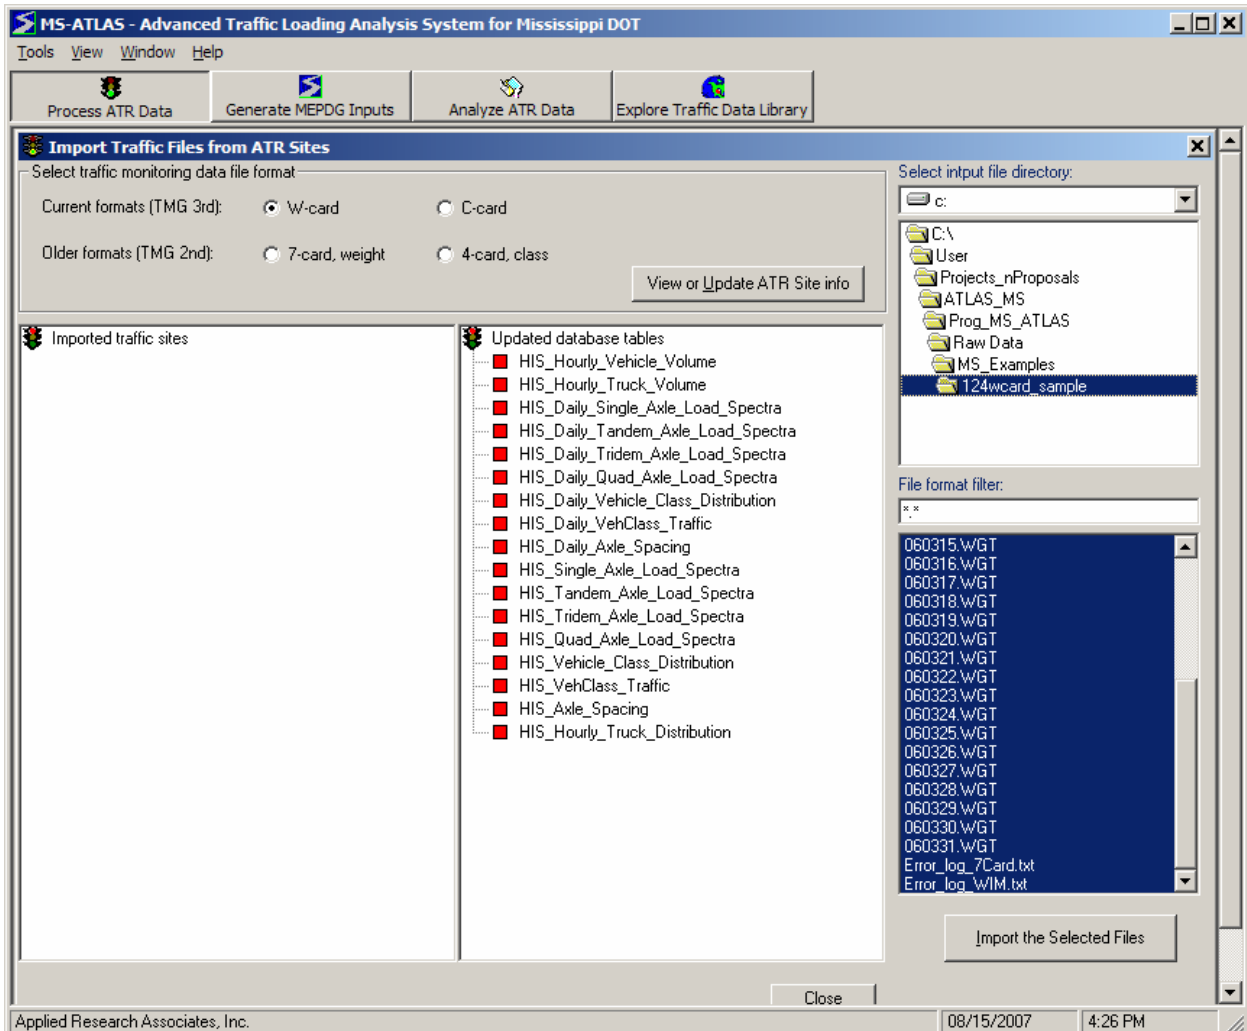 MS-ATLAS - Advanced Traffic Loading Analysis System for Mississippi DOT
Tools View Window Help
Process ATR Data
Generate MEPDG Inputs
Analyze ATR Data
Explore Traffic Data Library
Import Traffic Files from ATR Sites
Select traffic monitoring data file format
Current formats (TMG 3rd): W-card C-card
Older formats (TMG 2nd): 7-card, weight 4-card, class
View or Update ATR Site info
Imported traffic sites
Updated database tables
HIS_Hourly_Vehicle_Volume
HIS_Hourly_Truck_Volume
HIS_Daily_Single_Axle_Load_Spectra
HIS_Daily_Tandem_Axle_Load_Spectra
HIS_Daily_Tridem_Axle_Load_Spectra
HIS_Daily_Quad_Axle_Load_Spectra
HIS_Daily_Vehicle_Class_Distribution
HIS_Daily_VehClass_Traffic
HIS_Daily_Axle_Spacing
HIS_Single_Axle_Load_Spectra
HIS_Tandem_Axle_Load_Spectra
HIS_Tridem_Axle_Load_Spectra
HIS_Quad_Axle_Load_Spectra
HIS_Vehicle_Class_Distribution
HIS_VehClass_Traffic
HIS_Axle_Spacing
HIS_Hourly_Truck_Distribution
Select intput file directory:
c:
C:\
User
Projects_nProposals
ATLAS_MS
Prog_MS_ATLAS
Raw Data
MS_Examples
124wcard_sample
File format filter:
*.*
060315.WGT
060316.WGT
060317.WGT
060318.WGT
060319.WGT
060320.WGT
060321.WGT
060322.WGT
060323.WGT
060324.WGT
060325.WGT
060326.WGT
060327.WGT
060328.WGT
060329.WGT
060330.WGT
060331.WGT
Error_log_7Card.txt
Error_log_WIM.txt
Import the Selected Files
Close
Applied Research Associates, Inc.
08/15/2007
4:26 PM